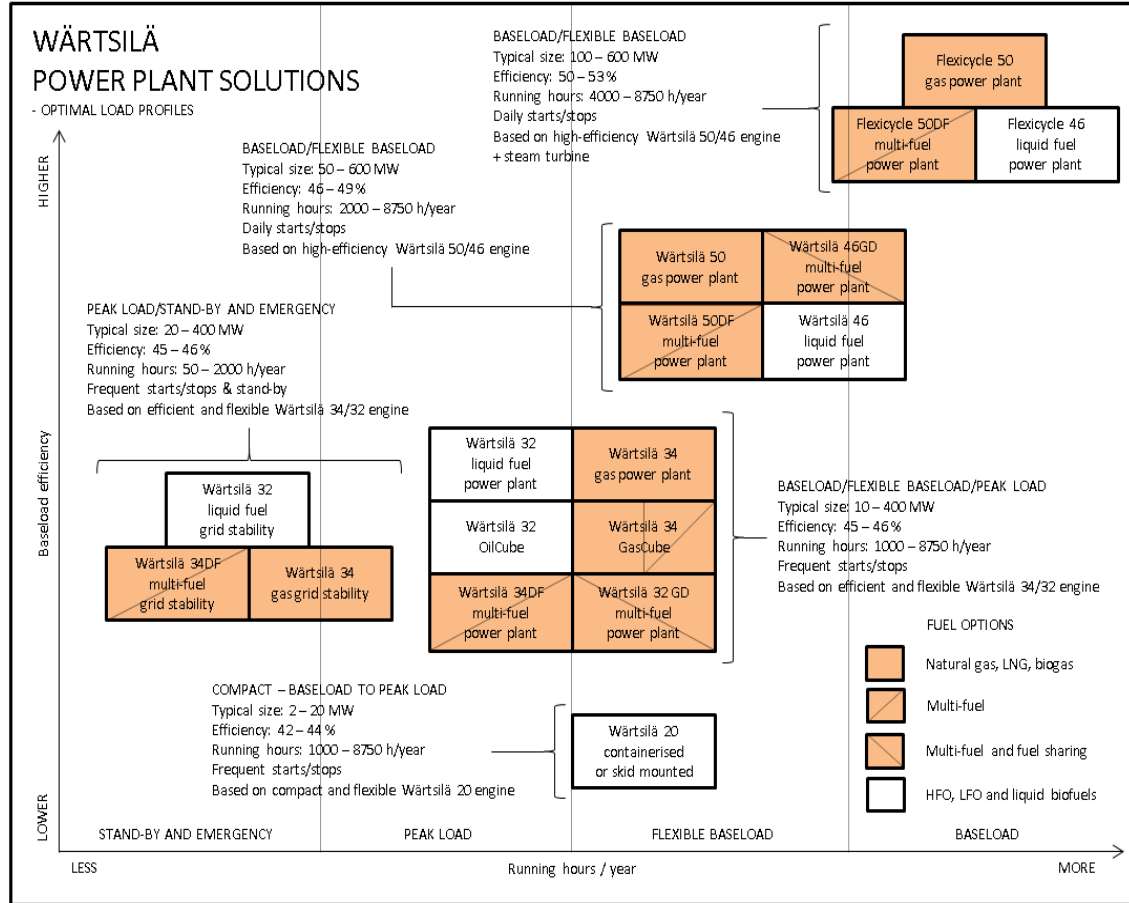 WÄRTSILÄ
POWER PLANT SOLUTIONS
- OPTIMAL LOAD PROFILES
BASELOAD/FLEXIBLE BASELOAD
Typical size: 100 – 600 MW
Efficiency: 50 – 53 %
Running hours: 4000 – 8750 h/year
Daily starts/stops
Based on high-efficiency Wärtsilä 50/46 engine
+ steam turbine
Flexicycle 50
gas power plant
Flexicycle 50DF
multi-fuel
power plant
Flexicycle 46
liquid fuel
power plant
BASELOAD/FLEXIBLE BASELOAD
Typical size: 50 – 600 MW
Efficiency: 46 – 49 %
Running hours: 2000 – 8750 h/year
Daily starts/stops
Based on high-efficiency Wärtsilä 50/46 engine
Wärtsilä 50
gas power plant
Wärtsilä 46GD
multi-fuel
power plant
Wärtsilä 50DF
multi-fuel
power plant
Wärtsilä 46
liquid fuel
power plant
PEAK LOAD/STAND-BY AND EMERGENCY
Typical size: 20 – 400 MW
Efficiency: 45 – 46 %
Running hours: 50 – 2000 h/year
Frequent starts/stops & stand-by
Based on efficient and flexible Wärtsilä 34/32 engine
Wärtsilä 32
liquid fuel
grid stability
Wärtsilä 34DF
multi-fuel
grid stability
Wärtsilä 34
gas grid stability
Wärtsilä 32
liquid fuel
power plant
Wärtsilä 34
gas power plant
Wärtsilä 32
OilCube
Wärtsilä 34
GasCube
Wärtsilä 34DF
multi-fuel
power plant
Wärtsilä 32 GD
multi-fuel
power plant
BASELOAD/FLEXIBLE BASELOAD/PEAK LOAD
Typical size: 10 – 400 MW
Efficiency: 45 – 46 %
Running hours: 1000 – 8750 h/year
Frequent starts/stops
Based on efficient and flexible Wärtsilä 34/32 engine
COMPACT – BASELOAD TO PEAK LOAD
Typical size: 2 – 20 MW
Efficiency: 42 – 44 %
Running hours: 1000 – 8750 h/year
Frequent starts/stops
Based on compact and flexible Wärtsilä 20 engine
Wärtsilä 20
containerised
or skid mounted
FUEL OPTIONS
Natural gas, LNG, biogas
Multi-fuel
Multi-fuel and fuel sharing
HFO, LFO and liquid biofuels
HIGHER
Baseload efficiency
LOWER
STAND-BY AND EMERGENCY
PEAK LOAD
FLEXIBLE BASELOAD
BASELOAD
LESS
Running hours / year
MORE